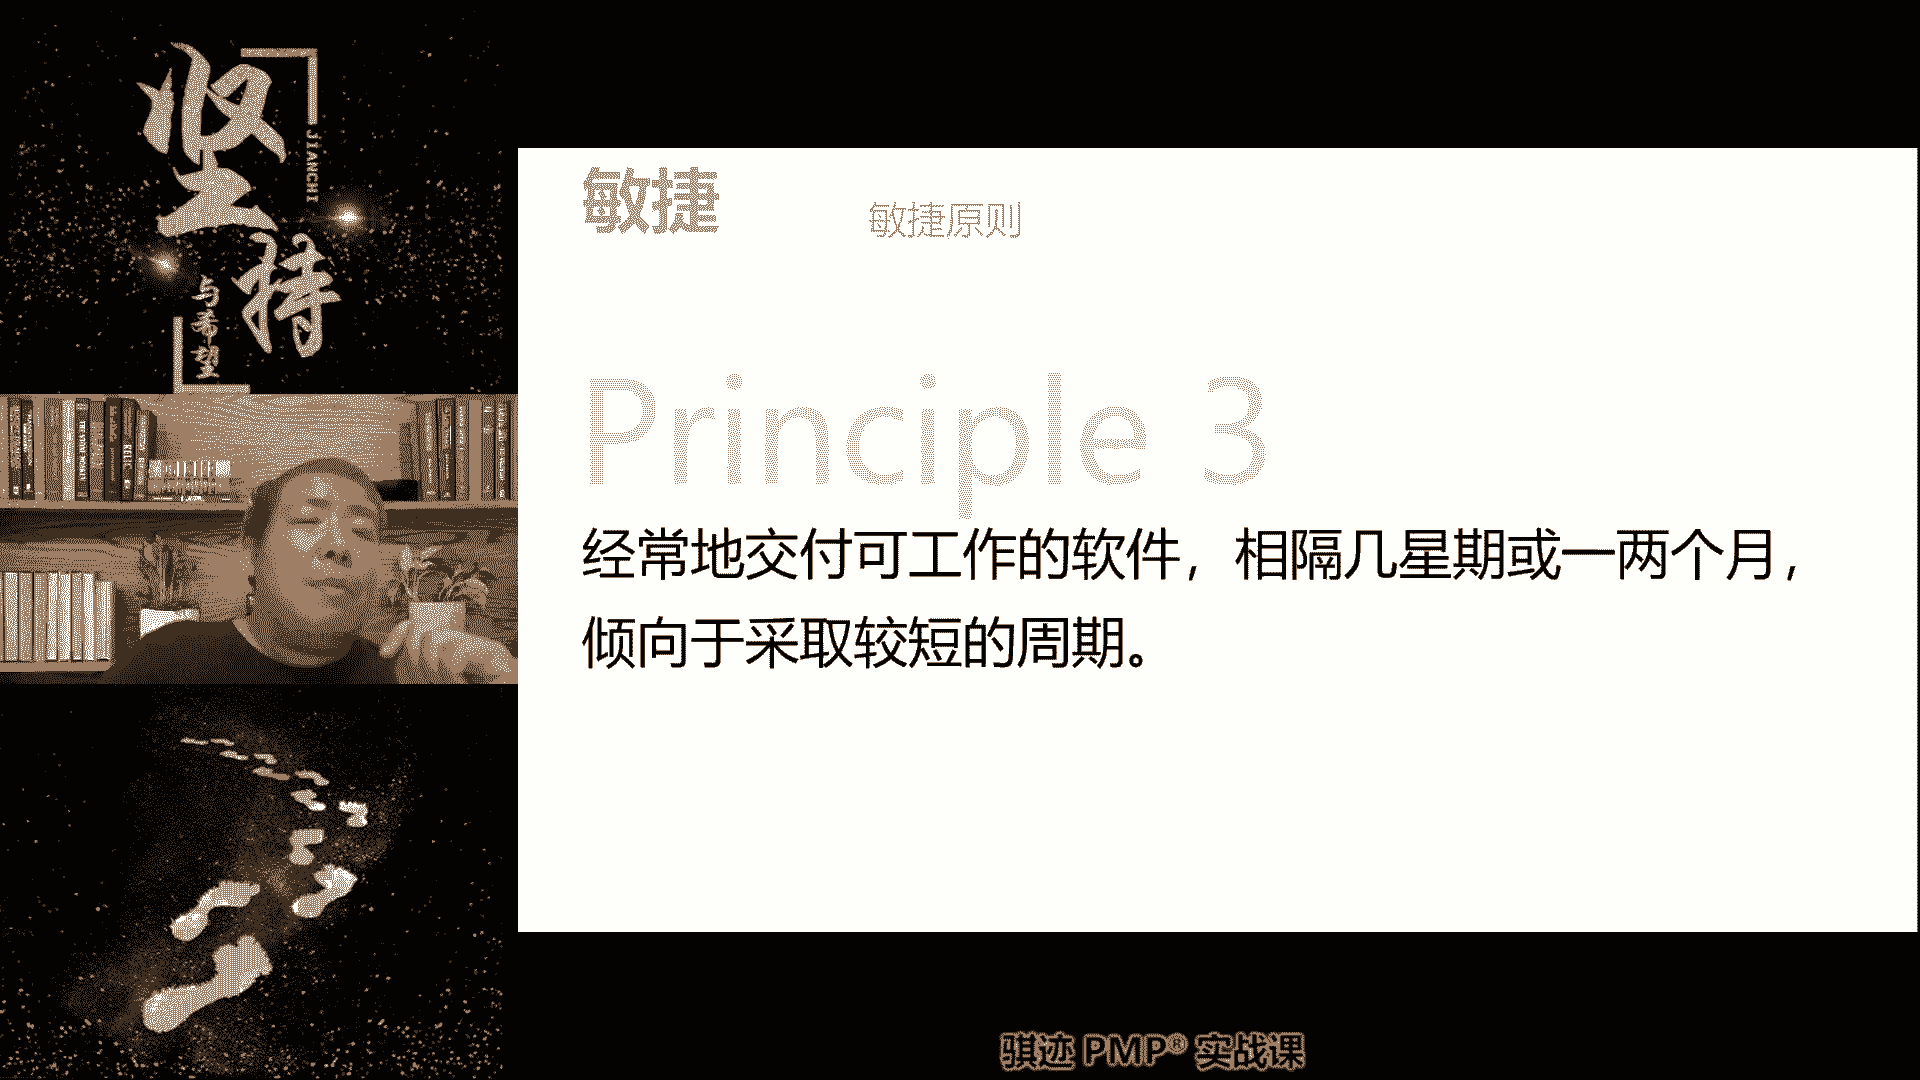 坚持
JIANCHI
与希望
敏捷
敏捷原则
Principle 3
经常地交付可工作的软件，相隔几星期或一两个月，
倾向于采取较短的周期。
骐迹 PMP® 实战课